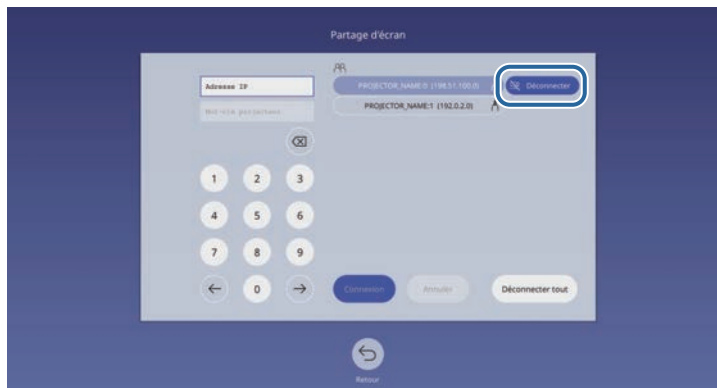 Partage d'écran
Adresse IP
PROJECTOR_NAME:0 (198.51.100.0)
Déconnecter
PROJECTOR_NAME:1 (192.0.2.0)
1 2 3
4 5 6
7 8 9
0
Connexion
Annuler
Déconnecter tout
Retour